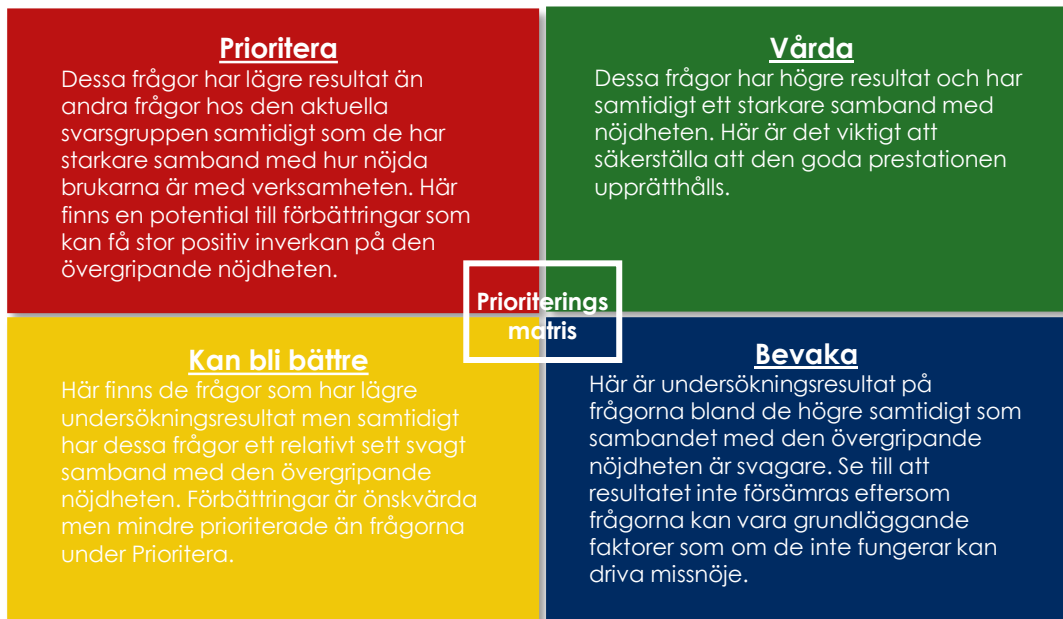 Prioritera
Dessa frågor har lägre resultat än
andra frågor hos den aktuella
svarsgruppen samtidigt som de har
starkare samband med hur nöjda
brukarna är med verksamheten. Här
finns en potential till förbättringar som
kan få stor positiv inverkan på den
övergripande nöjdheten.
Vårda
Dessa frågor har högre resultat och har
samtidigt ett starkare samband med
nöjdheten. Här är det viktigt att
säkerställa att den goda prestationen
upprätthålls.
Prioriterings
matris
Kan bli bättre
Här finns de frågor som har lägre
undersökningsresultat men samtidigt
har dessa frågor ett relativt sett svagt
samband med den övergripande
nöjdheten. Förbättringar är önskvärda
men mindre prioriterade än frågorna
under Prioritera.
Bevaka
Här är undersökningsresultat på
frågorna bland de högre samtidigt som
sambandet med den övergripande
nöjdheten är svagare. Se till att
resultatet inte försämras eftersom
frågorna kan vara grundläggande
faktorer som om de inte fungerar kan
driva missnöje.